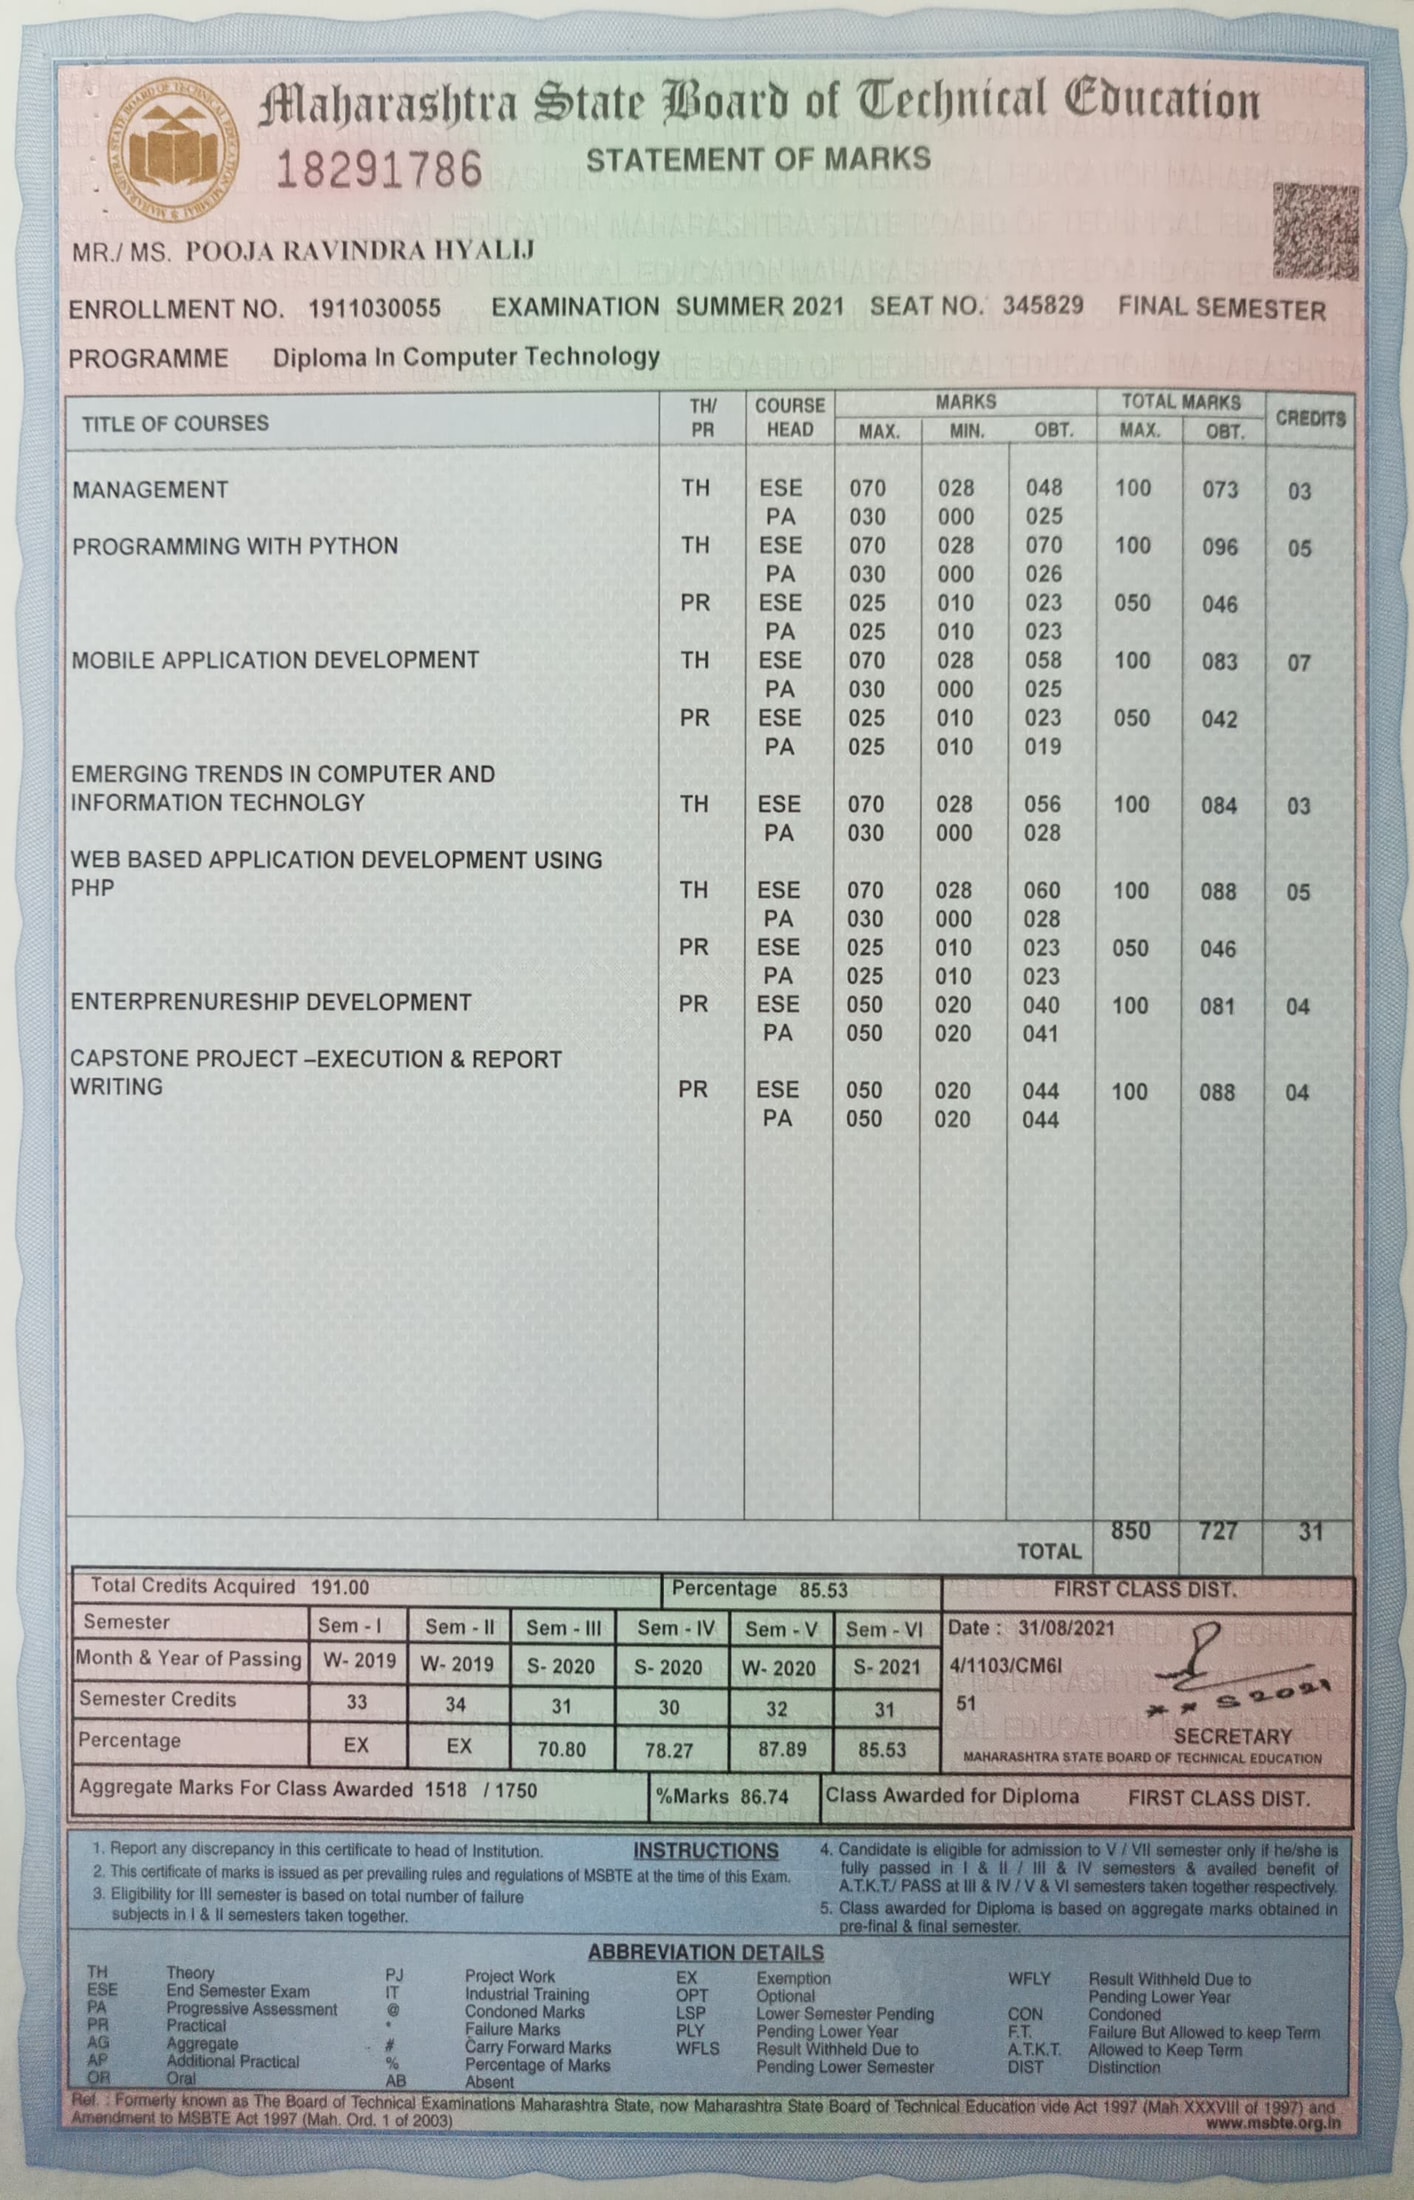 Maharashtra State Board of Technical Education
18291786 STATEMENT OF MARKS
MR./ MS. POOJA RAVINDRA HYALIJ
ENROLLMENT NO. 1911030055 EXAMINATION SUMMER 2021 SEAT NO. 345829 FINAL SEMESTER
PROGRAMME Diploma In Computer Technology
TITLE OF COURSES TH/ PR COURSE HEAD MARKS TOTAL MARKS CREDITS
MAX. MIN. OBT. MAX. OBT.
MANAGEMENT TH ESE 070 028 048 100 073 03
PA 030 000 025
PROGRAMMING WITH PYTHON TH ESE 070 028 070 100 096 05
PA 030 000 026
PR ESE 025 010 023 050 046
PA 025 010 023
MOBILE APPLICATION DEVELOPMENT TH ESE 070 028 058 100 083 07
PA 030 000 025
PR ESE 025 010 023 050 042
PA 025 010 019
EMERGING TRENDS IN COMPUTER AND
INFORMATION TECHNOLGY TH ESE 070 028 056 100 084 03
PA 030 000 028
WEB BASED APPLICATION DEVELOPMENT USING
PHP TH ESE 070 028 060 100 088 05
PA 030 000 028
PR ESE 025 010 023 050 046
PA 025 010 023
ENTERPRENURESHIP DEVELOPMENT PR ESE 050 020 040 100 081 04
PA 050 020 041
CAPSTONE PROJECT –EXECUTION & REPORT
WRITING PR ESE 050 020 044 100 088 04
PA 050 020 044
TOTAL 850 727 31
Total Credits Acquired 191.00 Percentage 85.53 FIRST CLASS DIST.
Semester Sem - I Sem - II Sem - III Sem - IV Sem - V Sem - VI Date : 31/08/2021
Month & Year of Passing W- 2019 W- 2019 S- 2020 S- 2020 W- 2020 S- 2021 4/1103/CM6I
Semester Credits 33 34 31 30 32 31 51
S 2021
SECRETARY
Percentage EX EX 70.80 78.27 87.89 85.53 MAHARASHTRA STATE BOARD OF TECHNICAL EDUCATION
Aggregate Marks For Class Awarded 1518 / 1750 %Marks 86.74 Class Awarded for Diploma FIRST CLASS DIST.
INSTRUCTIONS
1. Report any discrepancy in this certificate to head of Institution.
2. This certificate of marks is issued as per prevailing rules and regulations of MSBTE at the time of this Exam.
3. Eligibility for III semester is based on total number of failure
subjects in I & II semesters taken together.
4. Candidate is eligible for admission to V / VII semester only if he/she is
fully passed in I & II / III & IV semesters & availed benefit of
A.T.K.T./ PASS at III & IV / V & VI semesters taken together respectively.
5. Class awarded for Diploma is based on aggregate marks obtained in
pre-final & final semester.
ABBREVIATION DETAILS
TH Theory PJ Project Work EX Exemption WFLY Result Withheld Due to
ESE End Semester Exam IT Industrial Training OPT Optional Pending Lower Year
PA Progressive Assessment @ Condoned Marks LSP Lower Semester Pending CON Condoned
PR Practical * Failure Marks PLY Pending Lower Year F.T. Failure But Allowed to keep Term
AG Aggregate # Carry Forward Marks WFLS Result Withheld Due to A.T.K.T. Allowed to Keep Term
AP Additional Practical % Percentage of Marks Pending Lower Semester DIST Distinction
OR Oral AB Absent
Ref. : Formerly known as The Board of Technical Examinations Maharashtra State, now Maharashtra State Board of Technical Education vide Act 1997 (Mah XXXVIII of 1997) and
Amendment to MSBTE Act 1997 (Mah. Ord. 1 of 2003) www.msbte.org.in